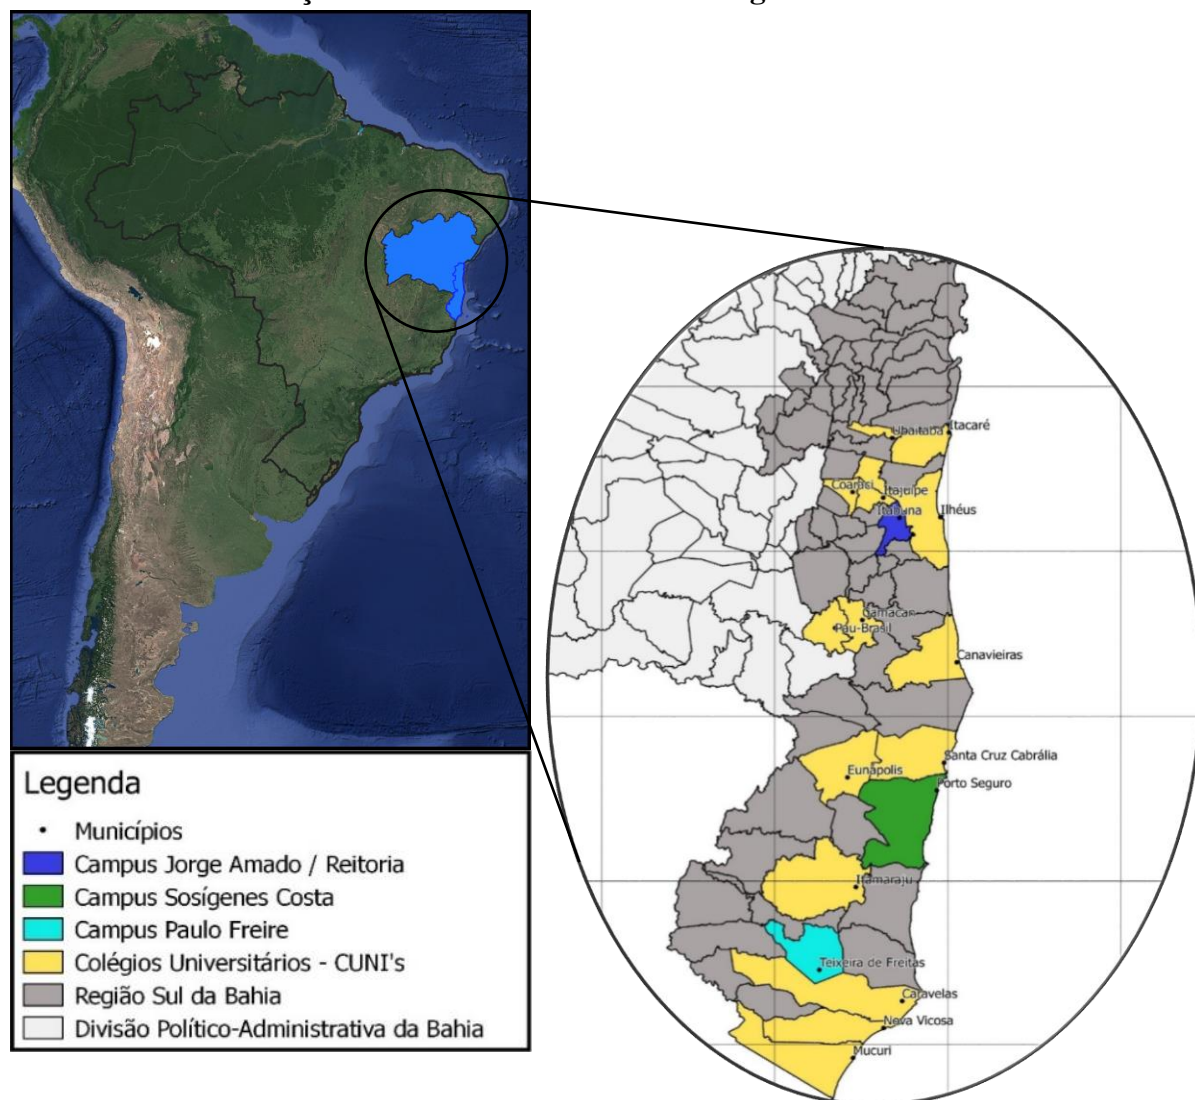 Legenda
Municípios
Campus Jorge Amado / Reitoria
Campus Sosígenes Costa
Campus Paulo Freire
Colégios Universitários - CUNI's
Região Sul da Bahia
Divisão Político-Administrativa da Bahia
Ubaitaba
Itacaré
Coaraci
Itajuípe
Itabuna
Ilhéus
Camacan
Pau-Brasil
Canavieiras
Santa Cruz Cabrália
Eunápolis
Porto Seguro
Itamaraju
Teixeira de Freitas
Caravelas
Nova Vicosa
Mucuri